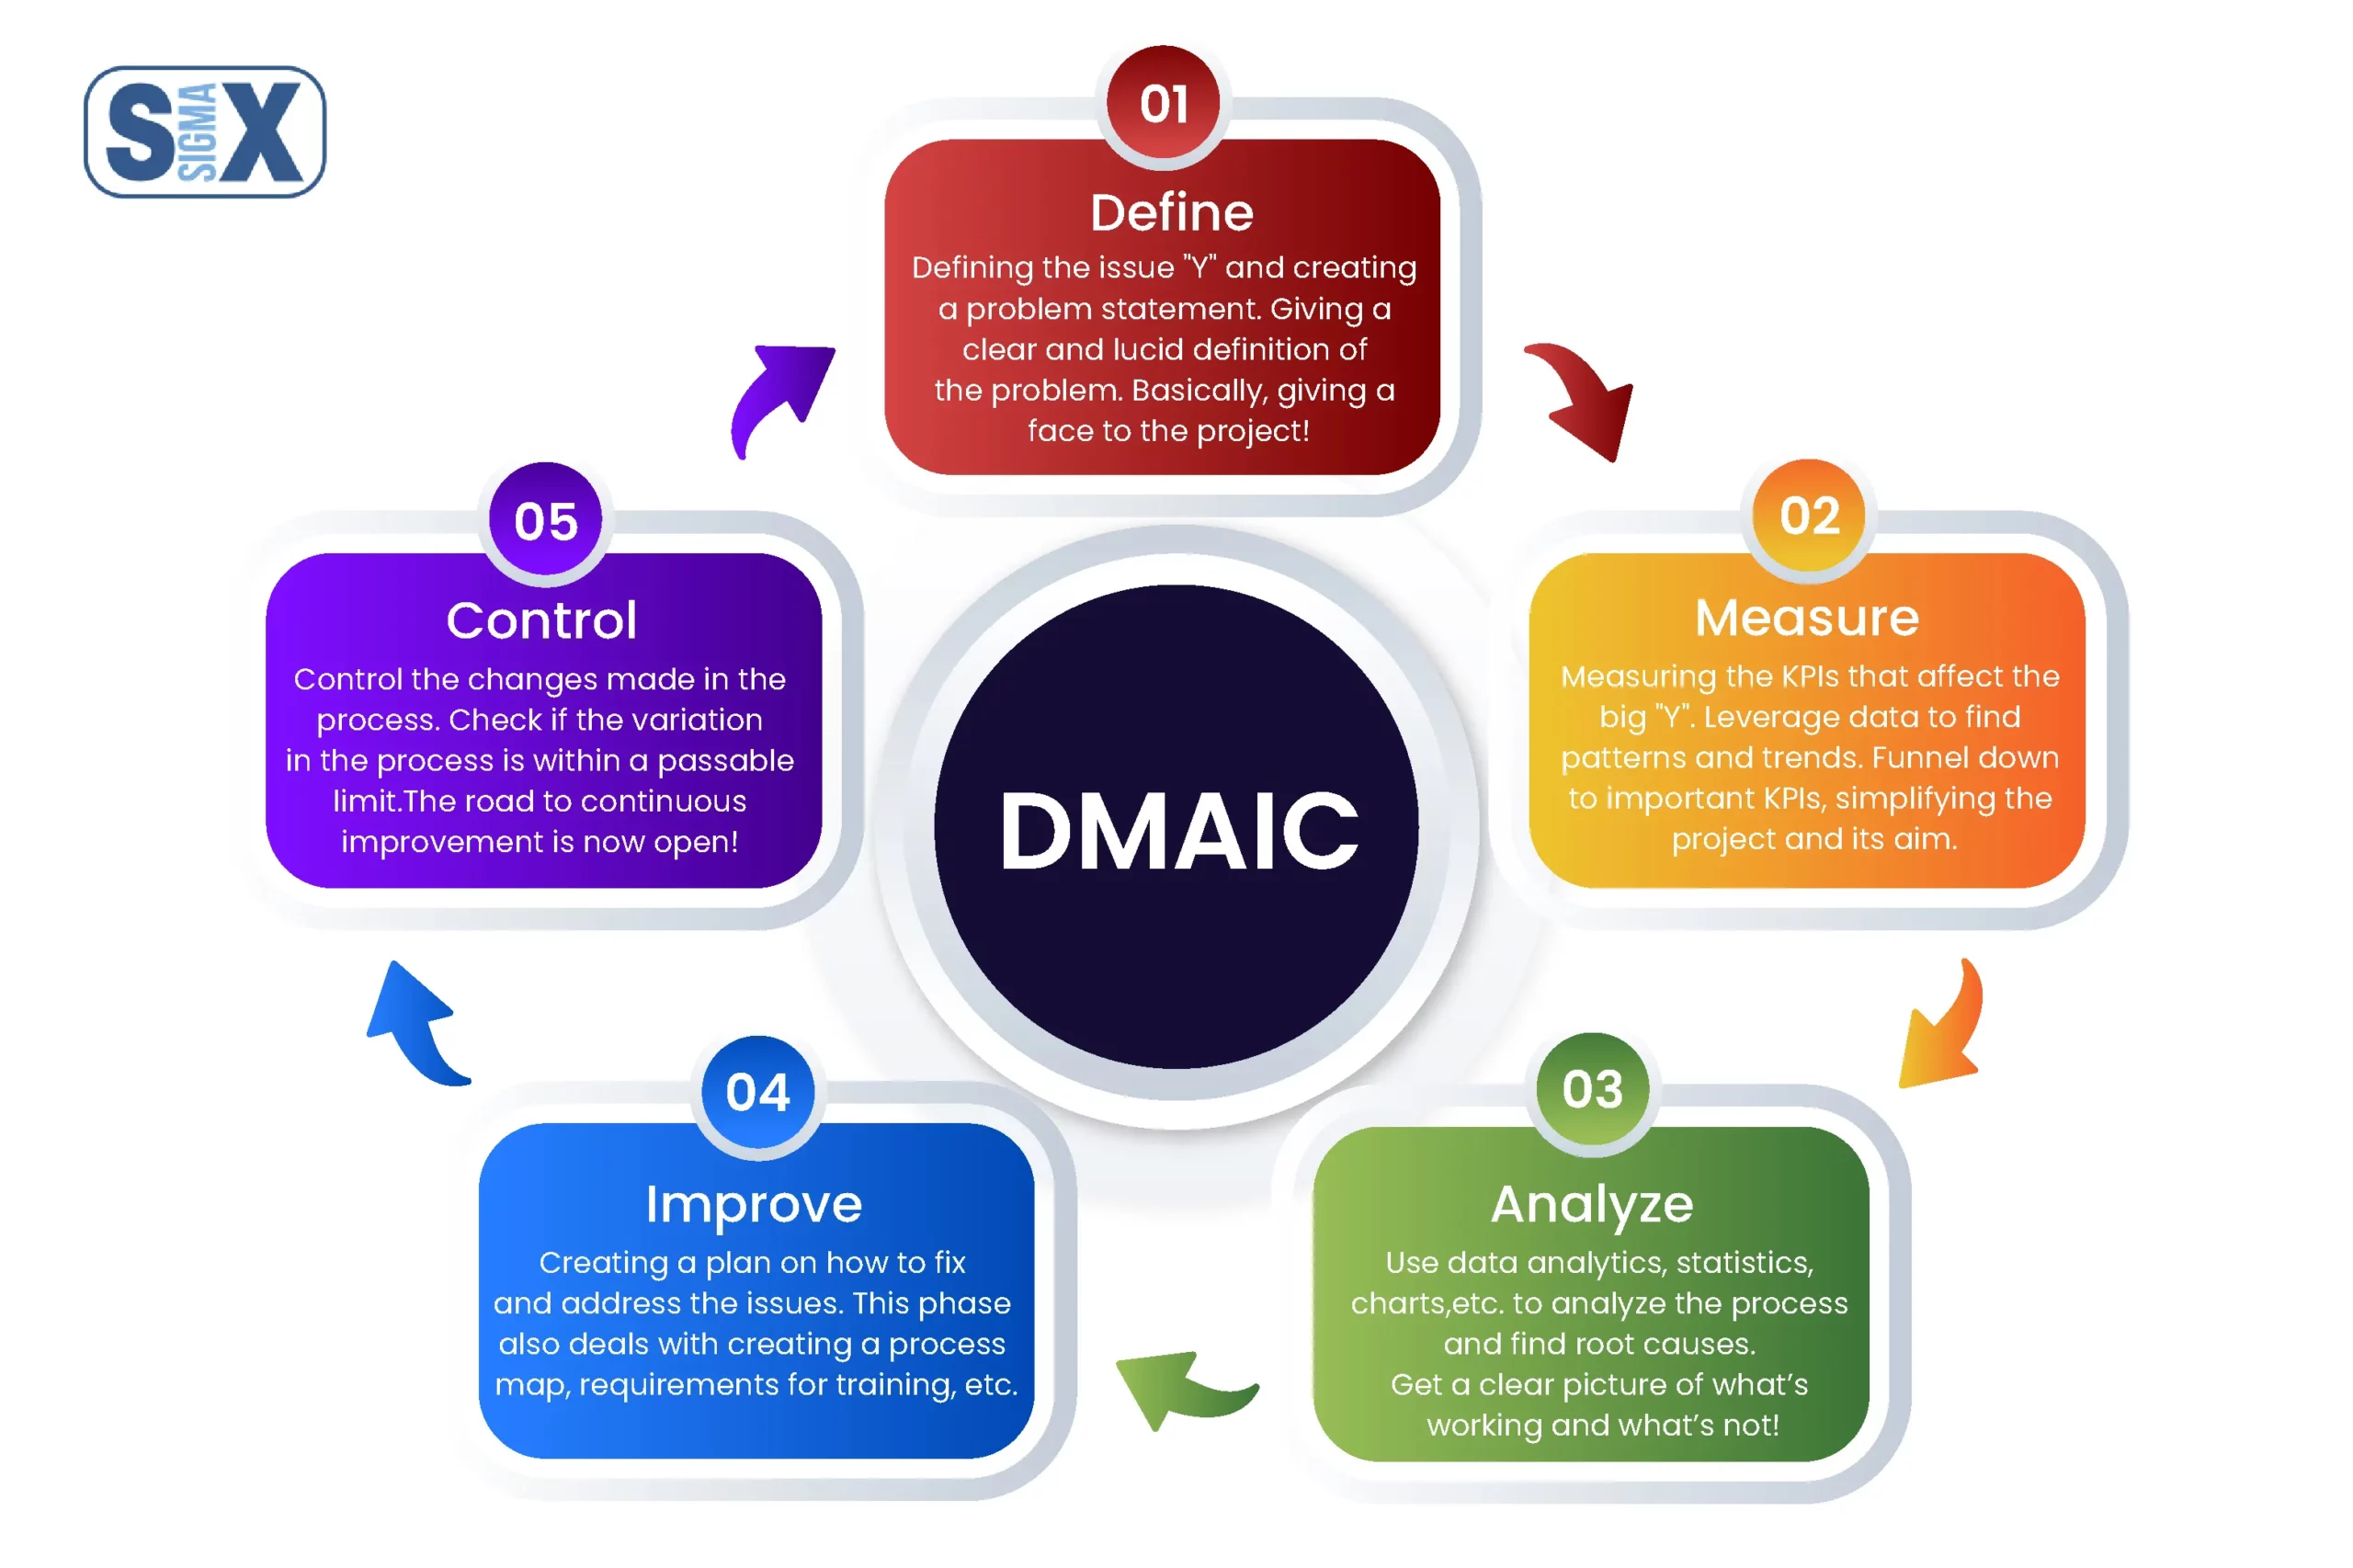 SIX
SIGMA
01
Define
Defining the issue "Y" and creating
a problem statement. Giving a
clear and lucid definition of
the problem. Basically, giving a
face to the project!
02
Measure
Measuring the KPIs that affect the
big "Y". Leverage data to find
patterns and trends. Funnel down
to important KPIs, simplifying the
project and its aim.
03
Analyze
Use data analytics, statistics,
charts,etc. to analyze the process
and find root causes.
Get a clear picture of what's
working and what's not!
04
Improve
Creating a plan on how to fix
and address the issues. This phase
also deals with creating a process
map, requirements for training, etc.
05
Control
Control the changes made in the
process. Check if the variation
in the process is within a passable
limit.The road to continuous
improvement is now open!
DMAIC